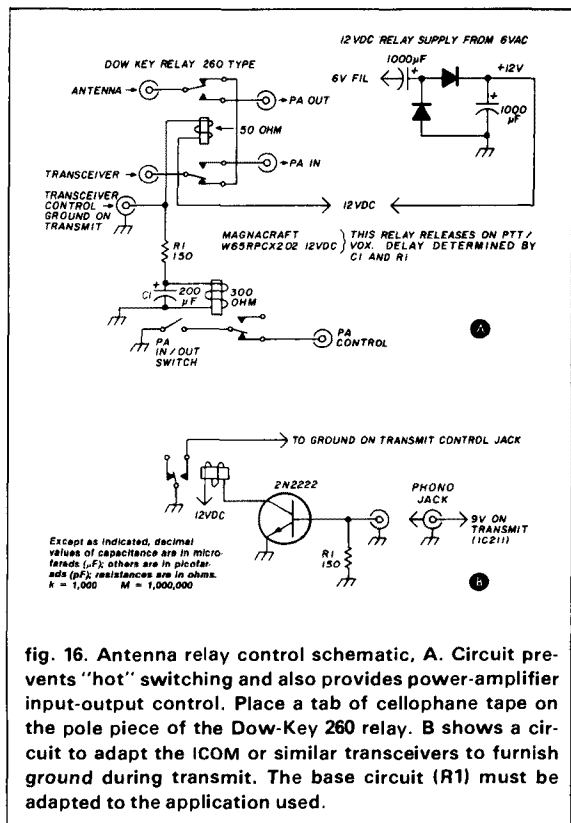 12VDC RELAY SUPPLY FROM 6VAC
1000μF
+
6V FIL
+12V
+
1000
μF
DOW KEY RELAY 260 TYPE
ANTENNA
PA OUT
50 OHM
PA IN
TRANSCEIVER
TRANSCEIVER
CONTROL
GROUND ON
TRANSMIT
12VDC
MAGNACRAFT
W65RPCX202 12VDC
THIS RELAY RELEASES ON PTT/
VOX. DELAY DETERMINED BY
C1 AND R1
R1
150
+
C1
200
μF
300
OHM
PA
IN/OUT
SWITCH
PA
CONTROL
A
TO GROUND ON TRANSMIT CONTROL JACK
12VDC
2N2222
PHONO
JACK
9V ON
TRANSMIT
(IC211)
R1
150
B
Except as indicated, decimal
values of capacitance are in micro-
farads (μF); others are in picofar-
ads (pF); resistances are in ohms.
k = 1,000 M = 1,000,000
fig. 16. Antenna relay control schematic, A. Circuit pre-
vents "hot" switching and also provides power-amplifier
input-output control. Place a tab of cellophane tape on
the pole piece of the Dow-Key 260 relay. B shows a cir-
cuit to adapt the ICOM or similar transceivers to furnish
ground during transmit. The base circuit (R1) must be
adapted to the application used.